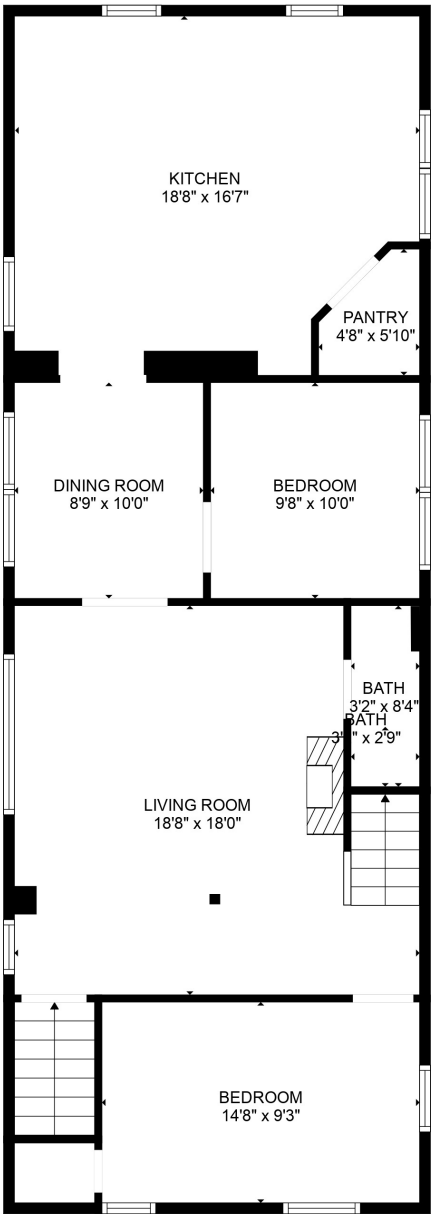 KITCHEN
18'8" x 16'7"
PANTRY
4'8" x 5'10"
DINING ROOM
8'9" x 10'0"
BEDROOM
9'8" x 10'0"
BATH
3'2" x 8'4"
BATH
x 2'9"
LIVING ROOM
18'8" x 18'0"
BEDROOM
14'8" x 9'3"